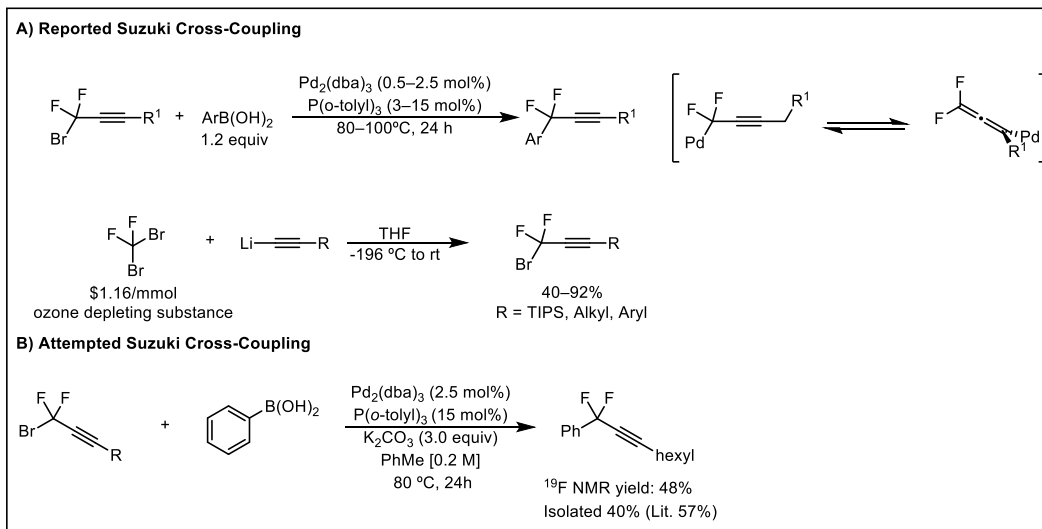 A) Reported Suzuki Cross-Coupling
Pd₂(dba)₃ (0.5–2.5 mol%)
P(o-tolyl)₃ (3–15 mol%)
80–100ºC, 24 h
F F
Br
R¹
+
ArB(OH)₂
1.2 equiv
F F
Ar
R¹
F F
Pd
R¹
F
F
Pd
R¹
F F
Br
Br
+
Li
R
THF
-196 ºC to rt
F F
Br
R
$1.16/mmol
ozone depleting substance
40–92%
R = TIPS, Alkyl, Aryl
B) Attempted Suzuki Cross-Coupling
F F
Br
R
+
B(OH)₂
Pd₂(dba)₃ (2.5 mol%)
P(o-tolyl)₃ (15 mol%)
K₂CO₃ (3.0 equiv)
PhMe [0.2 M]
80 ºC, 24h
F F
Ph
hexyl
¹⁹F NMR yield: 48%
Isolated 40% (Lit. 57%)